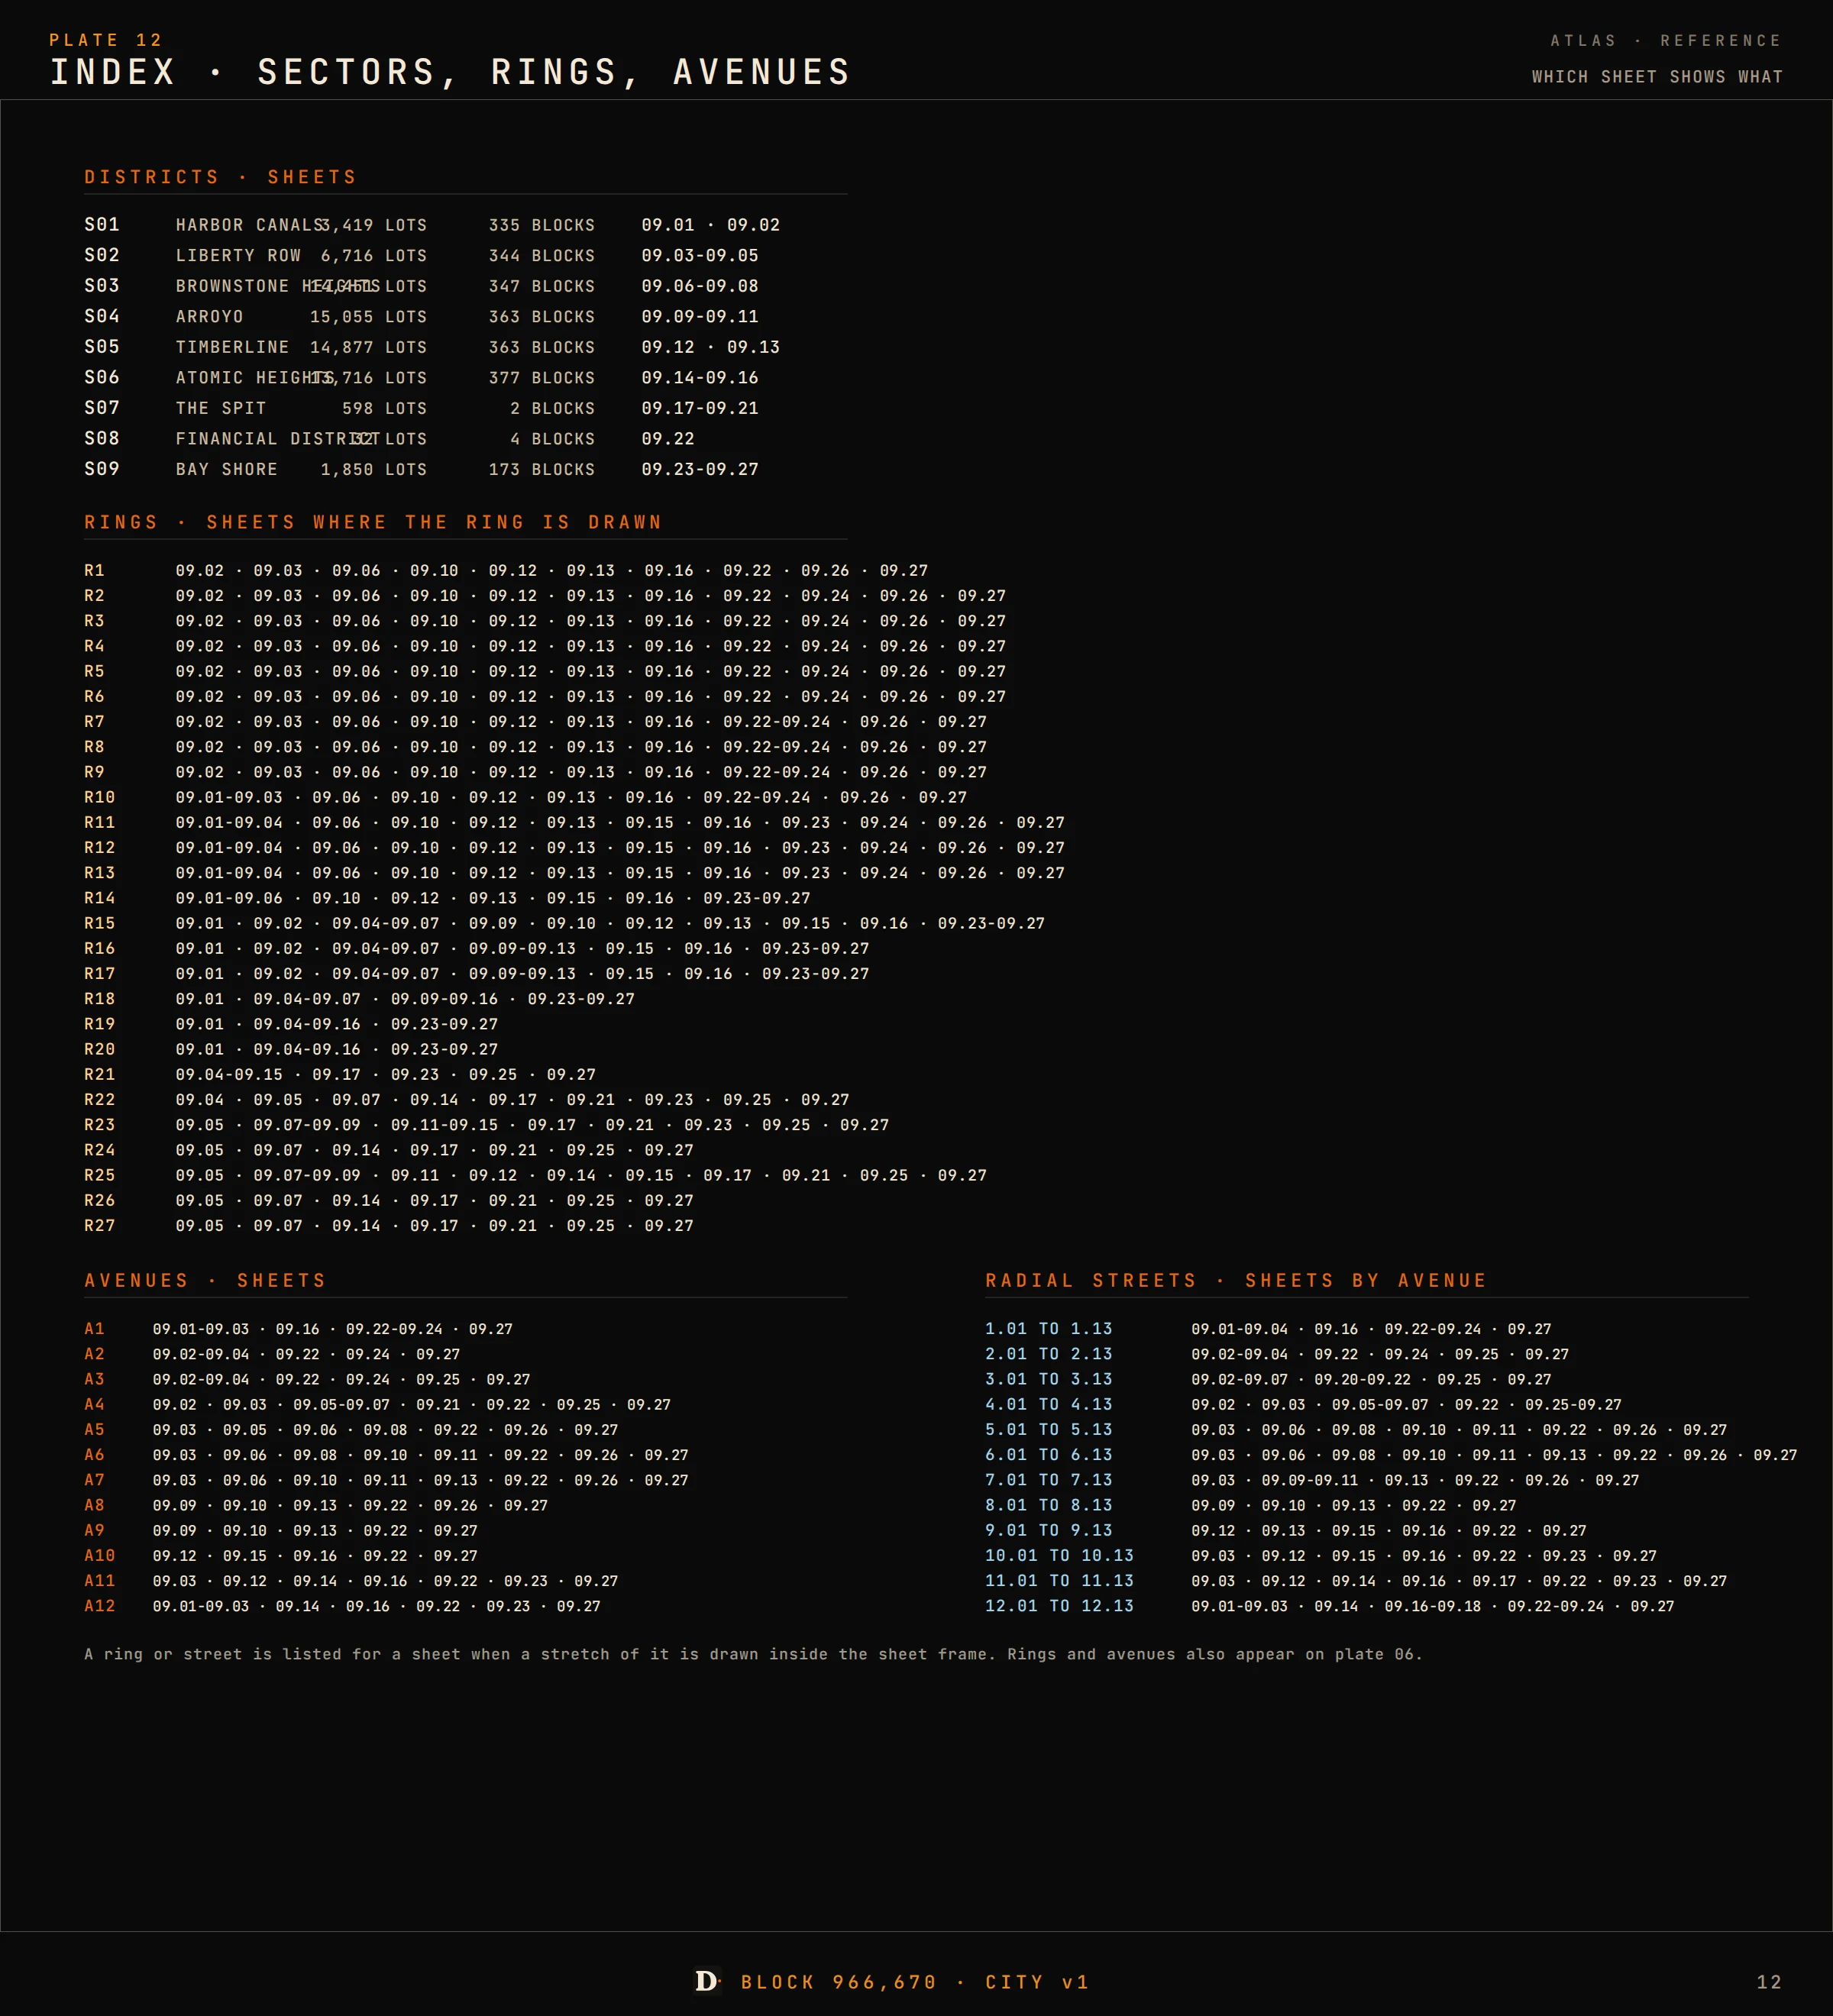 PLATE 12
INDEX · SECTORS, RINGS, AVENUES
ATLAS · REFERENCE
WHICH SHEET SHOWS WHAT
DISTRICTS · SHEETS
S01 HARBOR CANALS 3,419 LOTS 335 BLOCKS 09.01 · 09.02
S02 LIBERTY ROW 6,716 LOTS 344 BLOCKS 09.03-09.05
S03 BROWNSTONE HEIGHTS LOTS 347 BLOCKS 09.06-09.08
S04 ARROYO 15,055 LOTS 363 BLOCKS 09.09-09.11
S05 TIMBERLINE 14,877 LOTS 363 BLOCKS 09.12 · 09.13
S06 ATOMIC HEIGHTS 13,716 LOTS 377 BLOCKS 09.14-09.16
S07 THE SPIT 598 LOTS 2 BLOCKS 09.17-09.21
S08 FINANCIAL DISTRICT 32 LOTS 4 BLOCKS 09.22
S09 BAY SHORE 1,850 LOTS 173 BLOCKS 09.23-09.27
RINGS · SHEETS WHERE THE RING IS DRAWN
R1 09.02 · 09.03 · 09.06 · 09.10 · 09.12 · 09.13 · 09.16 · 09.22 · 09.26 · 09.27
R2 09.02 · 09.03 · 09.06 · 09.10 · 09.12 · 09.13 · 09.16 · 09.22 · 09.24 · 09.26 · 09.27
R3 09.02 · 09.03 · 09.06 · 09.10 · 09.12 · 09.13 · 09.16 · 09.22 · 09.24 · 09.26 · 09.27
R4 09.02 · 09.03 · 09.06 · 09.10 · 09.12 · 09.13 · 09.16 · 09.22 · 09.24 · 09.26 · 09.27
R5 09.02 · 09.03 · 09.06 · 09.10 · 09.12 · 09.13 · 09.16 · 09.22 · 09.24 · 09.26 · 09.27
R6 09.02 · 09.03 · 09.06 · 09.10 · 09.12 · 09.13 · 09.16 · 09.22 · 09.24 · 09.26 · 09.27
R7 09.02 · 09.03 · 09.06 · 09.10 · 09.12 · 09.13 · 09.16 · 09.22-09.24 · 09.26 · 09.27
R8 09.02 · 09.03 · 09.06 · 09.10 · 09.12 · 09.13 · 09.16 · 09.22-09.24 · 09.26 · 09.27
R9 09.02 · 09.03 · 09.06 · 09.10 · 09.12 · 09.13 · 09.16 · 09.22-09.24 · 09.26 · 09.27
R10 09.01-09.03 · 09.06 · 09.10 · 09.12 · 09.13 · 09.16 · 09.22-09.24 · 09.26 · 09.27
R11 09.01-09.04 · 09.06 · 09.10 · 09.12 · 09.13 · 09.15 · 09.16 · 09.23 · 09.24 · 09.26 · 09.27
R12 09.01-09.04 · 09.06 · 09.10 · 09.12 · 09.13 · 09.15 · 09.16 · 09.23 · 09.24 · 09.26 · 09.27
R13 09.01-09.04 · 09.06 · 09.10 · 09.12 · 09.13 · 09.15 · 09.16 · 09.23 · 09.24 · 09.26 · 09.27
R14 09.01-09.06 · 09.10 · 09.12 · 09.13 · 09.15 · 09.16 · 09.23-09.27
R15 09.01 · 09.02 · 09.04-09.07 · 09.09 · 09.10 · 09.12 · 09.13 · 09.15 · 09.16 · 09.23-09.27
R16 09.01 · 09.02 · 09.04-09.07 · 09.09-09.13 · 09.15 · 09.16 · 09.23-09.27
R17 09.01 · 09.02 · 09.04-09.07 · 09.09-09.13 · 09.15 · 09.16 · 09.23-09.27
R18 09.01 · 09.04-09.07 · 09.09-09.16 · 09.23-09.27
R19 09.01 · 09.04-09.16 · 09.23-09.27
R20 09.01 · 09.04-09.16 · 09.23-09.27
R21 09.04-09.15 · 09.17 · 09.23 · 09.25 · 09.27
R22 09.04 · 09.05 · 09.07 · 09.14 · 09.17 · 09.21 · 09.23 · 09.25 · 09.27
R23 09.05 · 09.07-09.09 · 09.11-09.15 · 09.17 · 09.21 · 09.23 · 09.25 · 09.27
R24 09.05 · 09.07 · 09.14 · 09.17 · 09.21 · 09.25 · 09.27
R25 09.05 · 09.07-09.09 · 09.11 · 09.12 · 09.14 · 09.15 · 09.17 · 09.21 · 09.25 · 09.27
R26 09.05 · 09.07 · 09.14 · 09.17 · 09.21 · 09.25 · 09.27
R27 09.05 · 09.07 · 09.14 · 09.17 · 09.21 · 09.25 · 09.27
AVENUES · SHEETS
A1 09.01-09.03 · 09.16 · 09.22-09.24 · 09.27
A2 09.02-09.04 · 09.22 · 09.24 · 09.27
A3 09.02-09.04 · 09.22 · 09.24 · 09.25 · 09.27
A4 09.02 · 09.03 · 09.05-09.07 · 09.21 · 09.22 · 09.25 · 09.27
A5 09.03 · 09.05 · 09.06 · 09.08 · 09.22 · 09.26 · 09.27
A6 09.03 · 09.06 · 09.08 · 09.10 · 09.11 · 09.22 · 09.26 · 09.27
A7 09.03 · 09.06 · 09.10 · 09.11 · 09.13 · 09.22 · 09.26 · 09.27
A8 09.09 · 09.10 · 09.13 · 09.22 · 09.26 · 09.27
A9 09.09 · 09.10 · 09.13 · 09.22 · 09.27
A10 09.12 · 09.15 · 09.16 · 09.22 · 09.27
A11 09.03 · 09.12 · 09.14 · 09.16 · 09.22 · 09.23 · 09.27
A12 09.01-09.03 · 09.14 · 09.16 · 09.22 · 09.23 · 09.27
RADIAL STREETS · SHEETS BY AVENUE
1.01 TO 1.13 09.01-09.04 · 09.16 · 09.22-09.24 · 09.27
2.01 TO 2.13 09.02-09.04 · 09.22 · 09.24 · 09.25 · 09.27
3.01 TO 3.13 09.02-09.07 · 09.20-09.22 · 09.25 · 09.27
4.01 TO 4.13 09.02 · 09.03 · 09.05-09.07 · 09.22 · 09.25-09.27
5.01 TO 5.13 09.03 · 09.06 · 09.08 · 09.10 · 09.11 · 09.22 · 09.26 · 09.27
6.01 TO 6.13 09.03 · 09.06 · 09.08 · 09.10 · 09.11 · 09.13 · 09.22 · 09.26 · 09.27
7.01 TO 7.13 09.03 · 09.09-09.11 · 09.13 · 09.22 · 09.26 · 09.27
8.01 TO 8.13 09.09 · 09.10 · 09.13 · 09.22 · 09.27
9.01 TO 9.13 09.12 · 09.13 · 09.15 · 09.16 · 09.22 · 09.27
10.01 TO 10.13 09.03 · 09.12 · 09.15 · 09.16 · 09.22 · 09.23 · 09.27
11.01 TO 11.13 09.03 · 09.12 · 09.14 · 09.16 · 09.17 · 09.22 · 09.23 · 09.27
12.01 TO 12.13 09.01-09.03 · 09.14 · 09.16-09.18 · 09.22-09.24 · 09.27
A ring or street is listed for a sheet when a stretch of it is drawn inside the sheet frame. Rings and avenues also appear on plate 06.
D BLOCK 966,670 · CITY v1
12